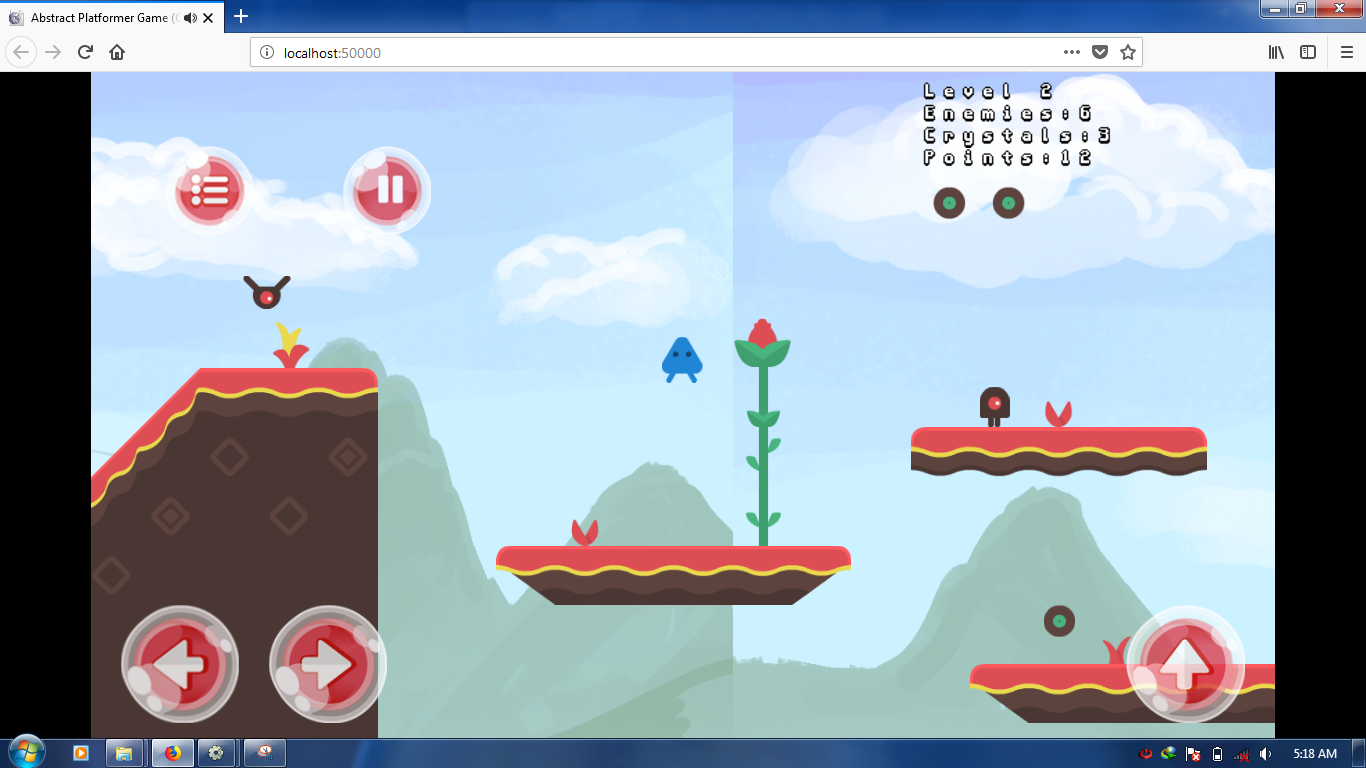 Abstract Platformer Game (
localhost:50000
Level 2
Enemies:6
Crystals:3
Points:12
5:18 AM